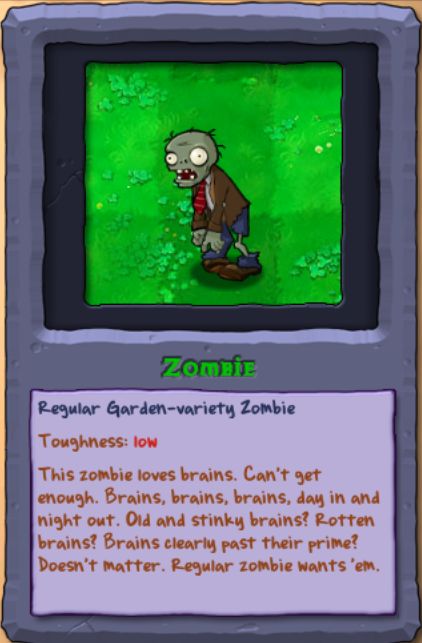 Zombie
Regular Garden-variety Zombie
Toughness: low
This zombie loves brains. Can't get
enough. Brains, brains, brains, day in and
night out. Old and stinky brains? Rotten
brains? Brains clearly past their prime?
Doesn't matter. Regular zombie wants 'em.